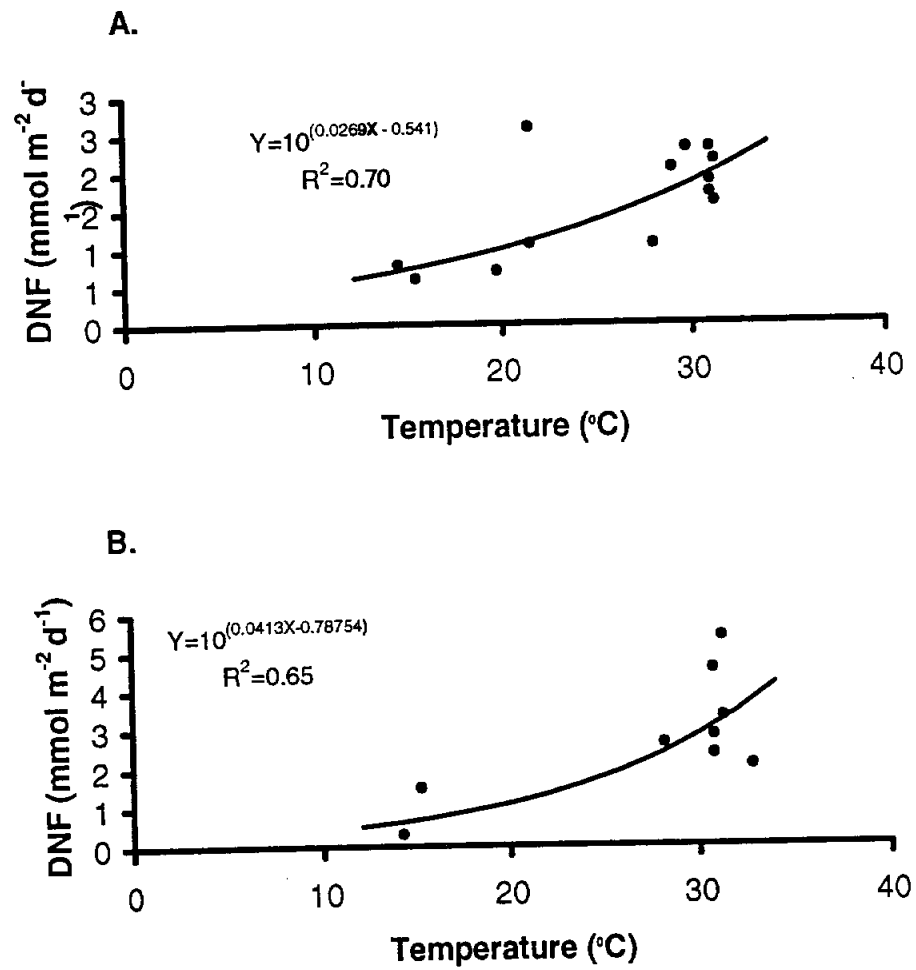 A.
DNF (mmol m⁻² d⁻
¹)
3
3
2
2
1
1
0
Y=10^(0.0269X - 0.541)
R²=0.70
0 10 20 30 40
Temperature (°C)
B.
DNF (mmol m⁻² d⁻¹)
6
5
4
3
2
1
0
Y=10^(0.0413X-0.78754)
R²=0.65
0 10 20 30 40
Temperature (°C)